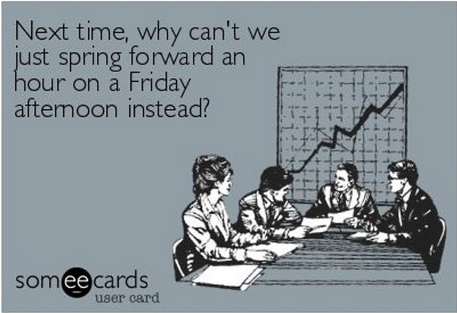 Next time, why can't we
just spring forward an
hour on a Friday
afternoon instead?
someecards
user card